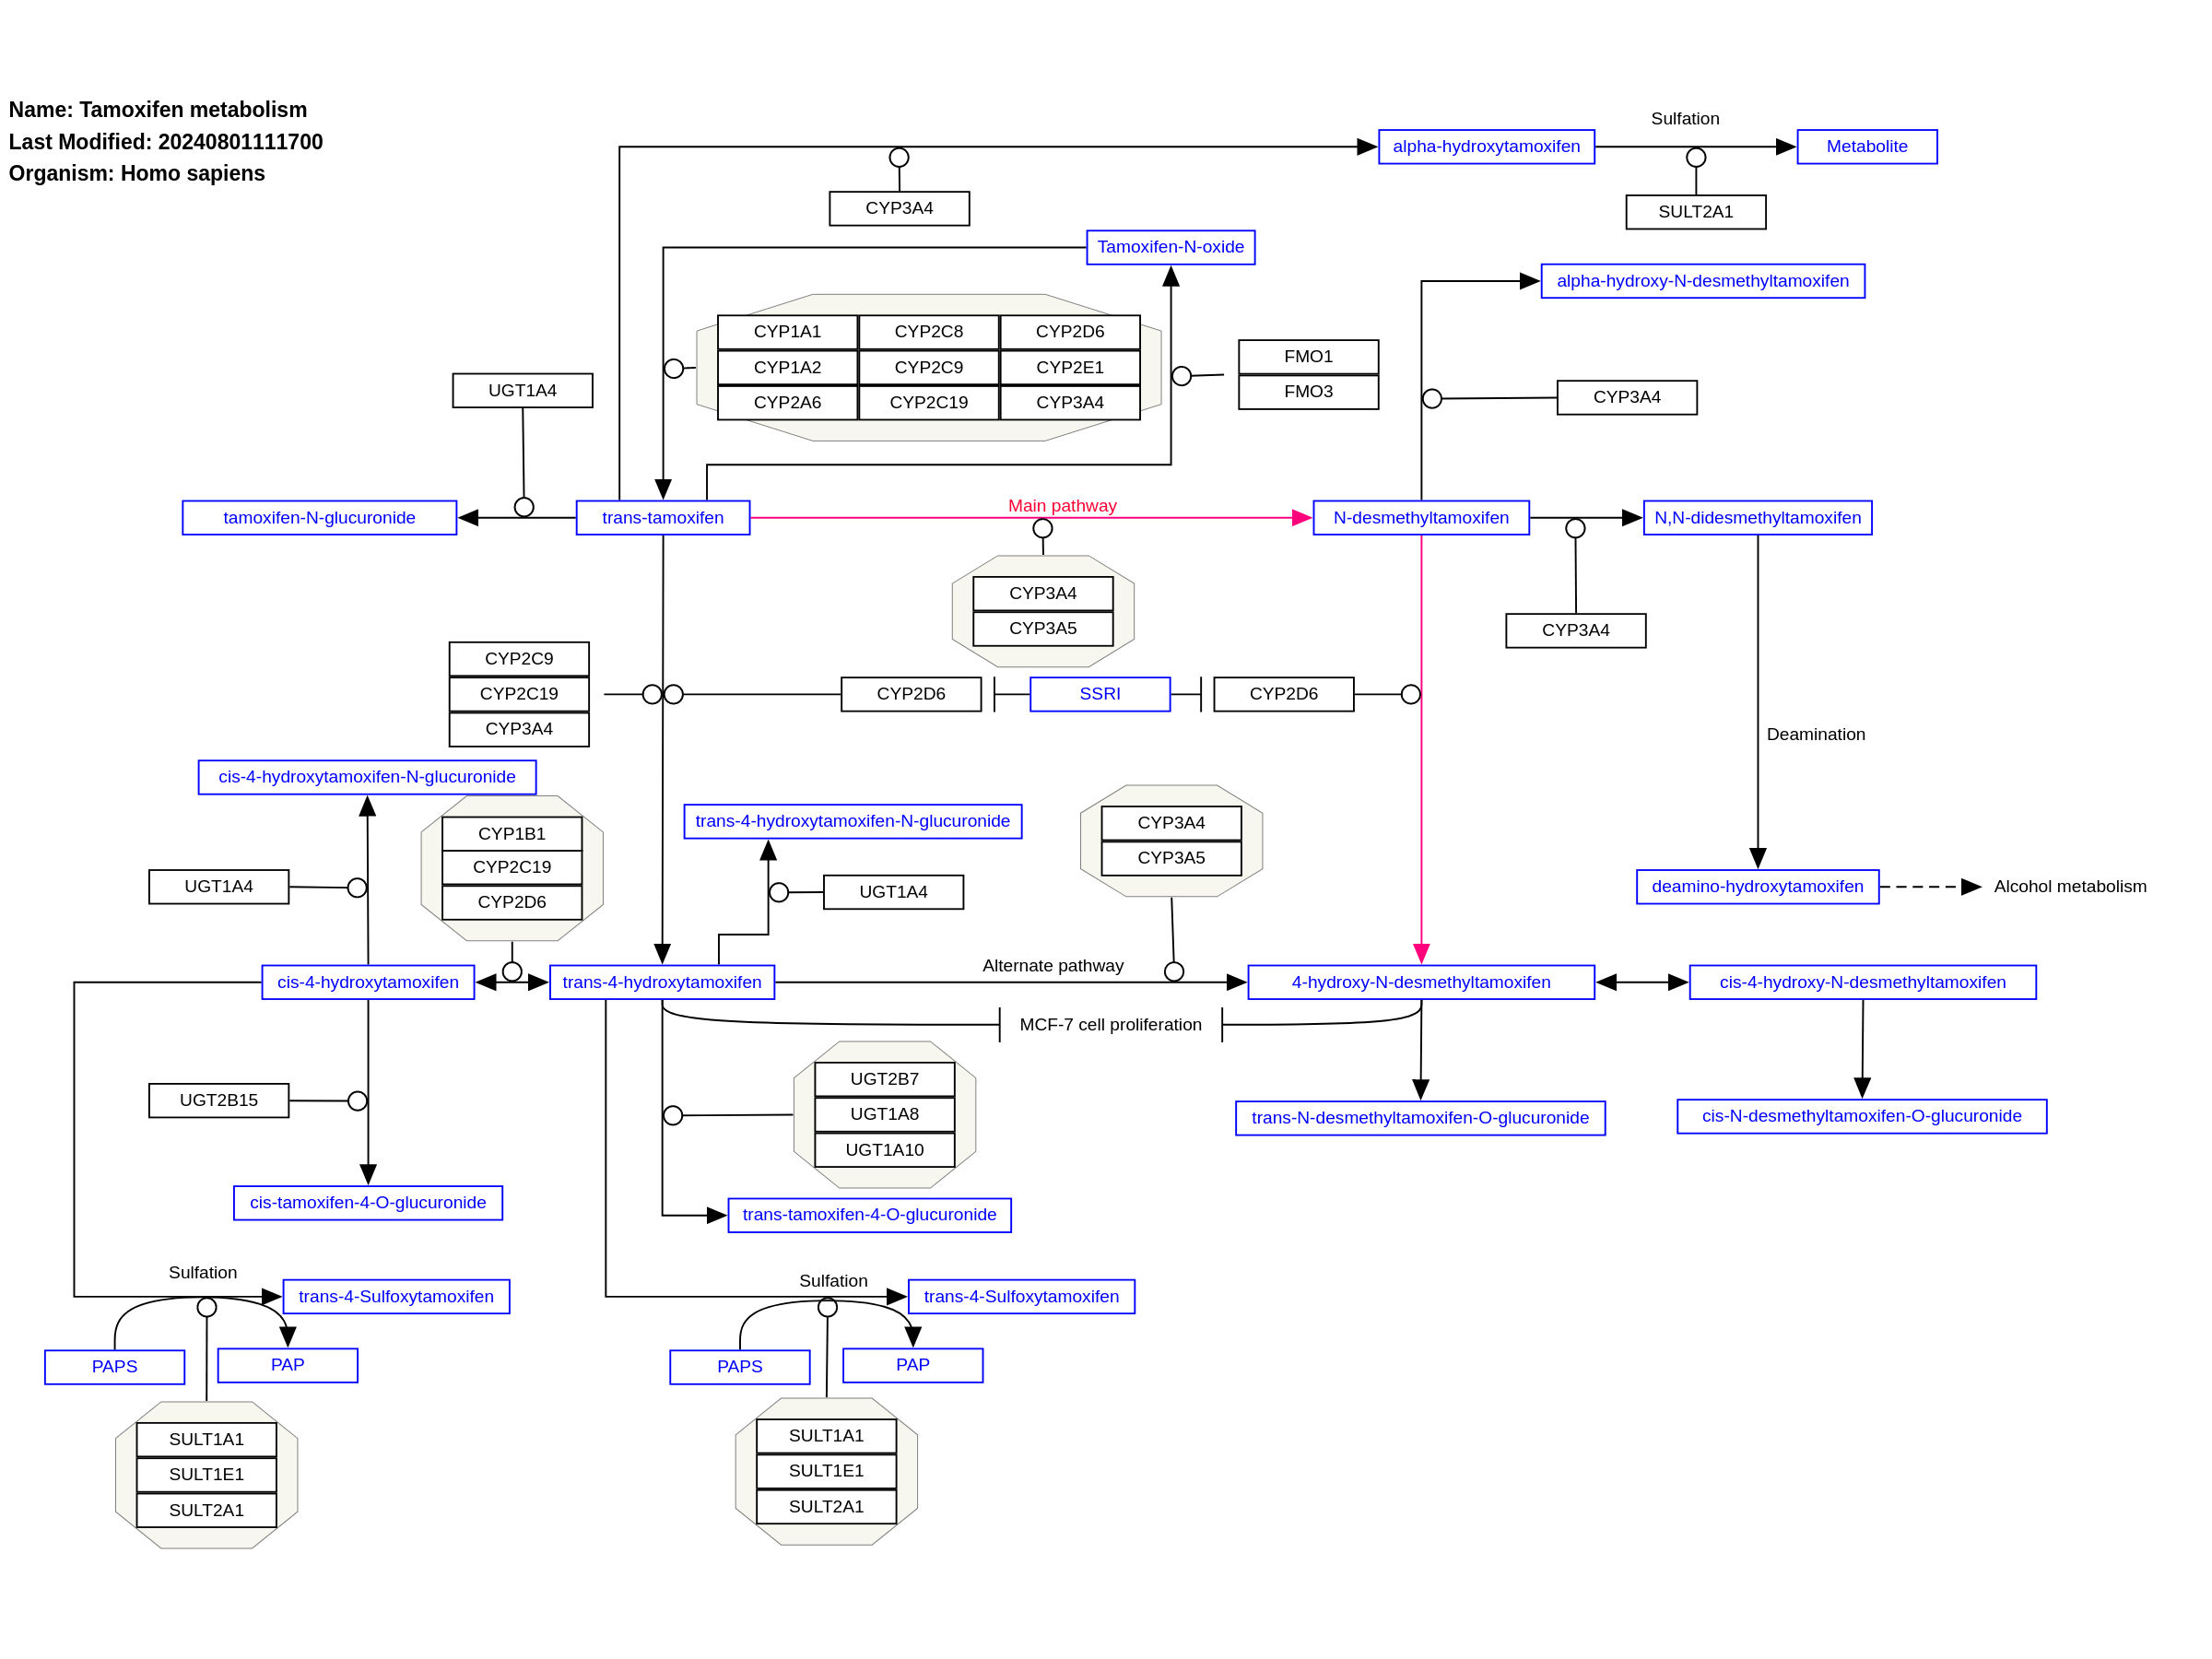 Name: Tamoxifen metabolism
Last Modified: 20240801111700
Organism: Homo sapiens
Sulfation
alpha-hydroxytamoxifen
Metabolite
CYP3A4
SULT2A1
Tamoxifen-N-oxide
alpha-hydroxy-N-desmethyltamoxifen
CYP1A1
CYP2C8
CYP2D6
CYP1A2
CYP2C9
CYP2E1
CYP2A6
CYP2C19
CYP3A4
FMO1
FMO3
UGT1A4
CYP3A4
tamoxifen-N-glucuronide
trans-tamoxifen
Main pathway
N-desmethyltamoxifen
N,N-didesmethyltamoxifen
CYP3A4
CYP3A5
CYP3A4
CYP2C9
CYP2C19
CYP3A4
CYP2D6
SSRI
CYP2D6
Deamination
cis-4-hydroxytamoxifen-N-glucuronide
CYP1B1
CYP2C19
CYP2D6
trans-4-hydroxytamoxifen-N-glucuronide
CYP3A4
CYP3A5
UGT1A4
UGT1A4
deamino-hydroxytamoxifen
Alcohol metabolism
cis-4-hydroxytamoxifen
trans-4-hydroxytamoxifen
Alternate pathway
4-hydroxy-N-desmethyltamoxifen
cis-4-hydroxy-N-desmethyltamoxifen
MCF-7 cell proliferation
UGT2B7
UGT1A8
UGT1A10
UGT2B15
trans-N-desmethyltamoxifen-O-glucuronide
cis-N-desmethyltamoxifen-O-glucuronide
cis-tamoxifen-4-O-glucuronide
trans-tamoxifen-4-O-glucuronide
Sulfation
trans-4-Sulfoxytamoxifen
Sulfation
trans-4-Sulfoxytamoxifen
PAPS
PAP
PAPS
PAP
SULT1A1
SULT1E1
SULT2A1
SULT1A1
SULT1E1
SULT2A1